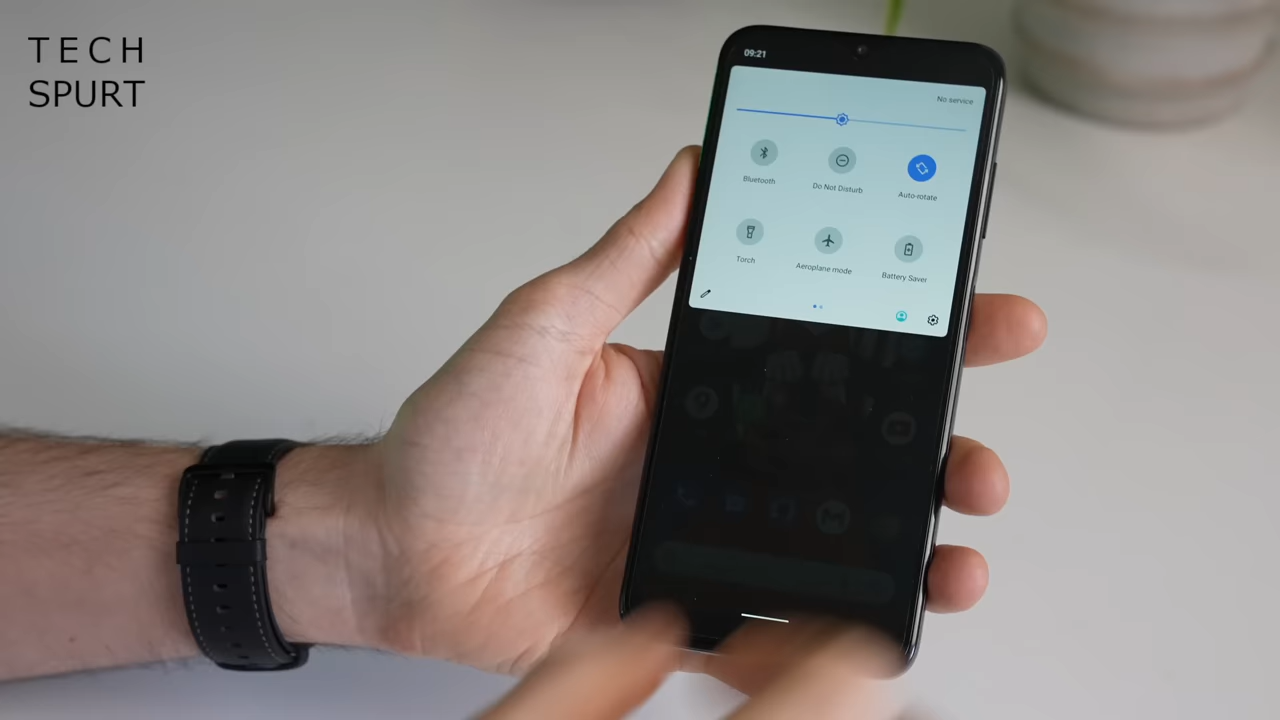 TECH
SPURT
09:21
No service
Bluetooth
Do Not Disturb
Auto-rotate
Torch
Aeroplane mode
Battery Saver